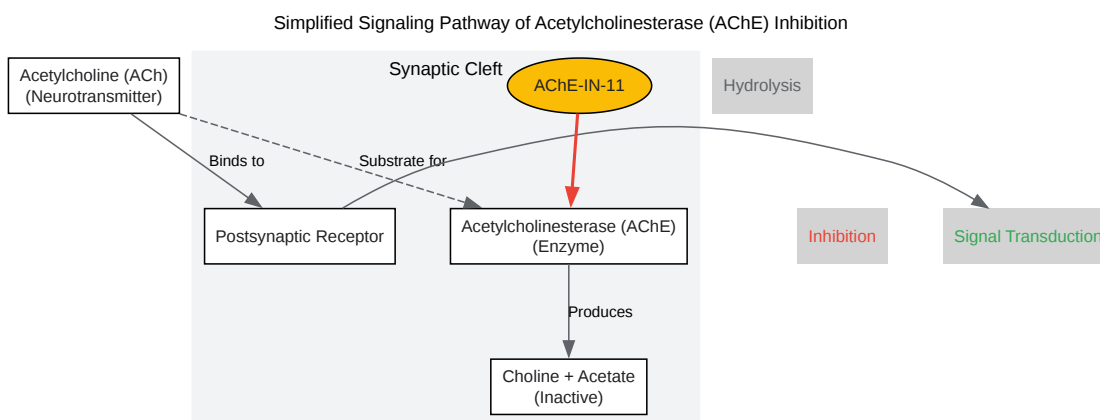 Simplified Signaling Pathway of Acetylcholinesterase (AChE) Inhibition
Acetylcholine (ACh)
(Neurotransmitter)
Synaptic Cleft
AChE-IN-11
Hydrolysis
Binds to
Substrate for
Postsynaptic Receptor
Acetylcholinesterase (AChE)
(Enzyme)
Inhibition
Signal Transduction
Produces
Choline + Acetate
(Inactive)